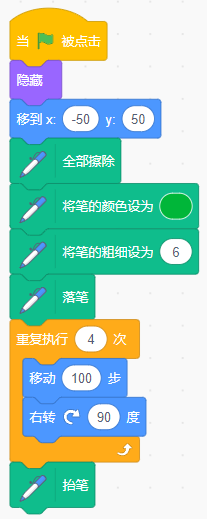 当 被点击
隐藏
移到 x: -50 y: 50
全部擦除
将笔的颜色设为
将笔的粗细设为 6
落笔
重复执行 4 次
移动 100 步
右转 90 度
抬笔